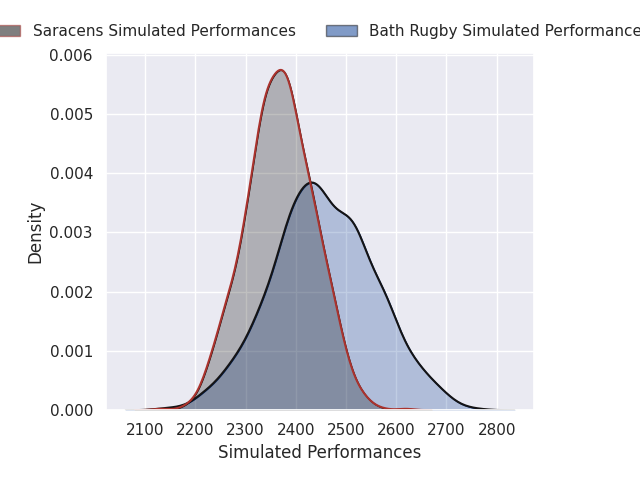 Saracens Simulated Performances
Bath Rugby Simulated Performance
0.006
0.005
0.004
0.003
0.002
0.001
0.000
Density
2100 2200 2300 2400 2500 2600 2700 2800
Simulated Performances